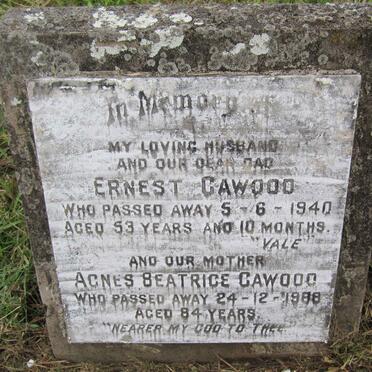 In Memory of
MY LOVING HUSBAND
AND OUR DEAR DAD
ERNEST CAWOOD
WHO PASSED AWAY 5-6-1940
AGED 53 YEARS AND 10 MONTHS.
"VALE"
AND OUR MOTHER
AGNES BEATRICE CAWOOD
WHO PASSED AWAY 24-12-1968
AGED 84 YEARS.
"NEARER MY GOD TO THEE"